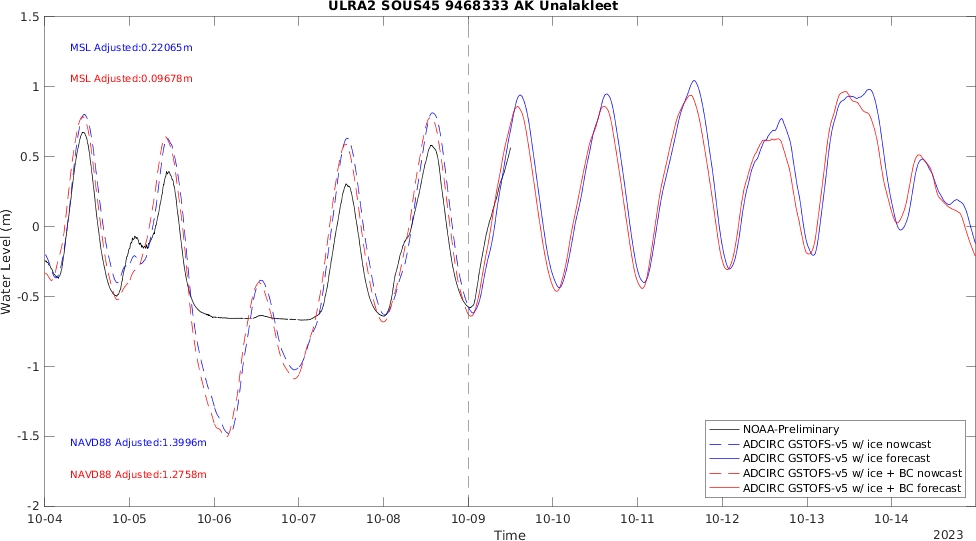 ULRA2 SOUS45 9468333 AK Unalakleet
1.5
MSL Adjusted:0.22065m
MSL Adjusted:0.09678m
1
0.5
0
Water Level (m)
-0.5
-1
-1.5
NAVD88 Adjusted:1.3996m
NAVD88 Adjusted:1.2758m
NOAA-Preliminary
ADCIRC GSTOFS-v5 w/ ice nowcast
ADCIRC GSTOFS-v5 w/ ice forecast
ADCIRC GSTOFS-v5 w/ ice + BC nowcast
ADCIRC GSTOFS-v5 w/ ice + BC forecast
-2
10-04 10-05 10-06 10-07 10-08 10-09 10-10 10-11 10-12 10-13 10-14
Time
2023